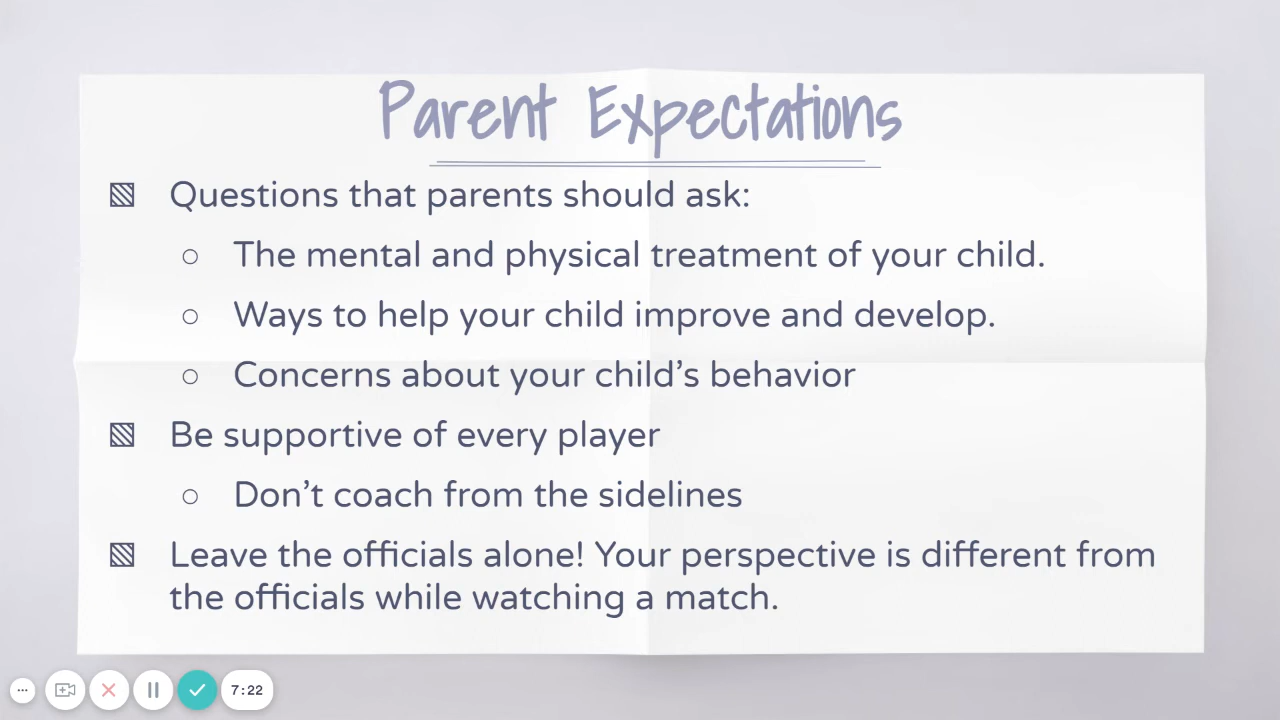 Parent Expectations
Questions that parents should ask:
The mental and physical treatment of your child.
Ways to help your child improve and develop.
Concerns about your child’s behavior
Be supportive of every player
Don’t coach from the sidelines
Leave the officials alone! Your perspective is different from
the officials while watching a match.
7:22